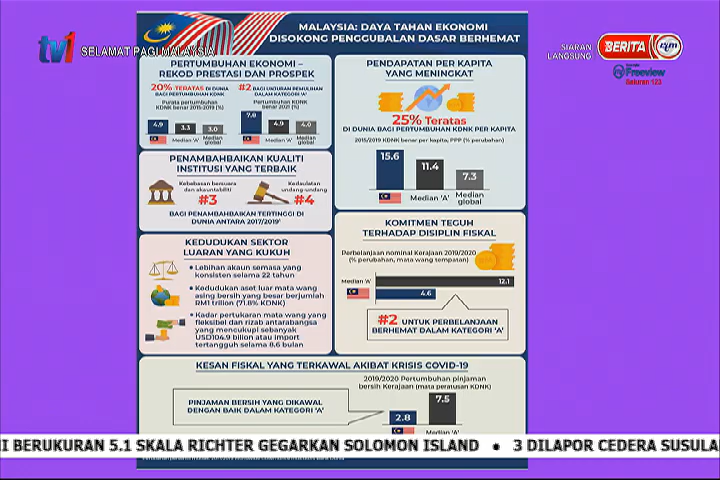 MALAYSIA: DAYA TAHAN EKONOMI
DISOKONG PENGGUBALAN DASAR BERHEMAT
tv1
SELAMAT PAGI MALAYSIA
SIARAN
LANGSUNG
BERITA
rtm
Freeview
Saluran 123
PERTUMBUHAN EKONOMI –
REKOD PRESTASI DAN PROSPEK
20% TERATAS DI DUNIA
BAGI PERTUMBUHAN KDNK
Purata pertumbuhan
KDNK benar 2015-2019 (%)
4.9
3.3
3.0
Median 'A'
Median
global
#2 BAGI UNJURAN PEMULIHAN
DALAM KATEGORI 'A'
Pertumbuhan KDNK
benar 2021 (%)
7.8
4.9
4.0
Median 'A'
Median
global
PENDAPATAN PER KAPITA
YANG MENINGKAT
25% Teratas
DI DUNIA BAGI PERTUMBUHAN KDNK PER KAPITA
2015/2019 KDNK benar per kapita, PPP (% perubahan)
15.6
11.4
7.3
Median 'A'
Median
global
PENAMBAHBAIKAN KUALITI
INSTITUSI YANG TERBAIK
Kebebasan bersuara
dan akauntabiliti
#3
Kedaulatan
undang-undang
#4
BAGI PENAMBAHBAIKAN TERTINGGI DI
DUNIA ANTARA 2017/2019
KOMITMEN TEGUH
TERHADAP DISIPLIN FISKAL
Perbelanjaan nominal Kerajaan 2019/2020
(% perubahan, mata wang tempatan)
Median 'A'
12.1
4.6
#2 UNTUK PERBELANJAAN
BERHEMAT DALAM KATEGORI 'A'
KEDUDUKAN SEKTOR
LUARAN YANG KUKUH
• Lebihan akaun semasa yang
konsisten selama 22 tahun
• Kedudukan aset luar mata wang
asing bersih yang besar berjumlah
RM1 trilion (71.8% KDNK)
• Kadar pertukaran mata wang yang
fleksibel dan rizab antarabangsa
yang mencukupi sebanyak
USD104.9 bilion atau import
tertangguh selama 8.6 bulan
KESAN FISKAL YANG TERKAWAL AKIBAT KRISIS COVID-19
PINJAMAN BERSIH YANG DIKAWAL
DENGAN BAIK DALAM KATEGORI 'A'
2019/2020 Pertumbuhan pinjaman
bersih Kerajaan (mata peratusan KDNK)
2.8
7.5
Median 'A'
I BERUKURAN 5.1 SKALA RICHTER GEGARKAN SOLOMON ISLAND • 3 DILAPOR CEDERA SUSULA